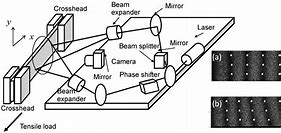 Crosshead
Beam
expander
Mirror
Laser
y
x
Beam splitter
Camera
Mirror
Phase shifter
Beam
expander
Mirror
Crosshead
Tensile load
(a)
(b)